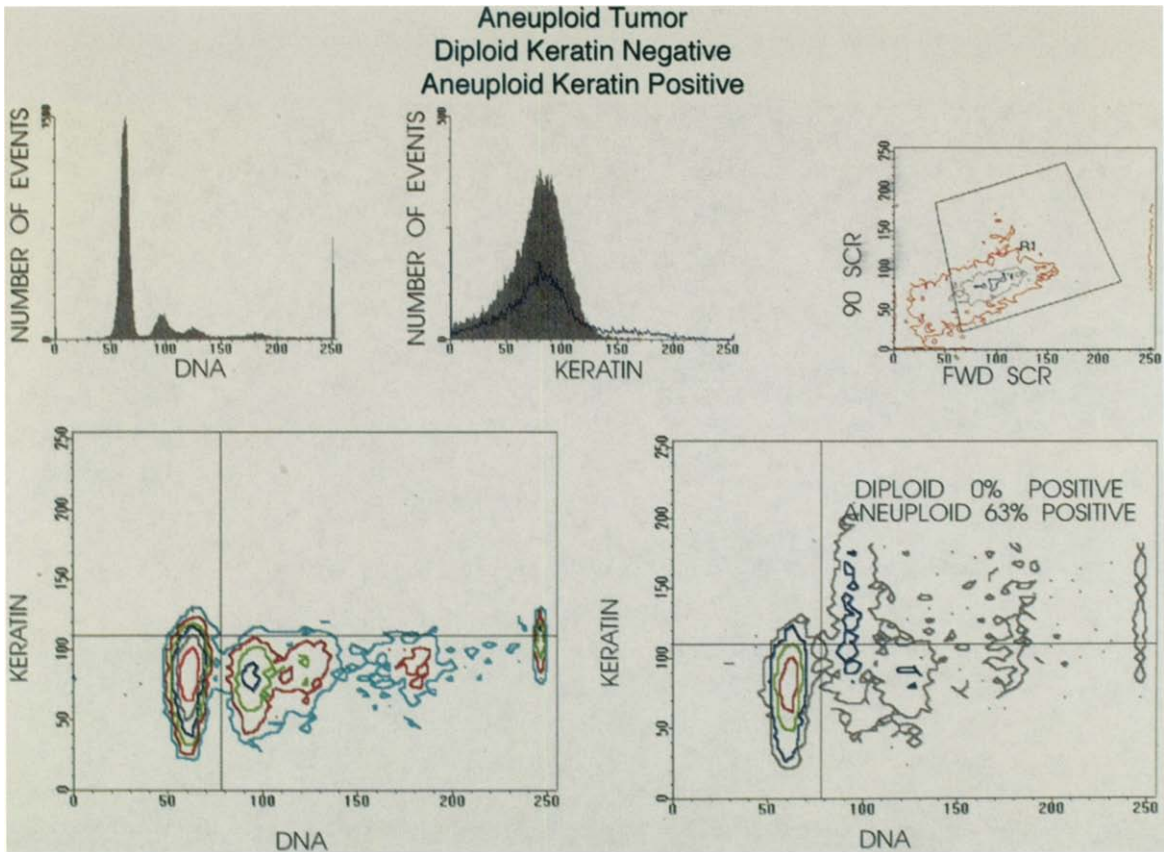 Aneuploid Tumor
Diploid Keratin Negative
Aneuploid Keratin Positive
NUMBER OF EVENTS
0
0 50 100 150 200 250
DNA
NUMBER OF EVENTS
500
0
0 50 100 150 200 250
KERATIN
90 SCR
250
200
150
100
50
0
R1
0 50 100 150 200 250
FWD SCR
KERATIN
250
200
150
100
50
0
0 50 100 150 200 250
DNA
KERATIN
250
200
150
100
50
0
DIPLOID 0% POSITIVE
ANEUPLOID 63% POSITIVE
0 50 100 150 200 250
DNA